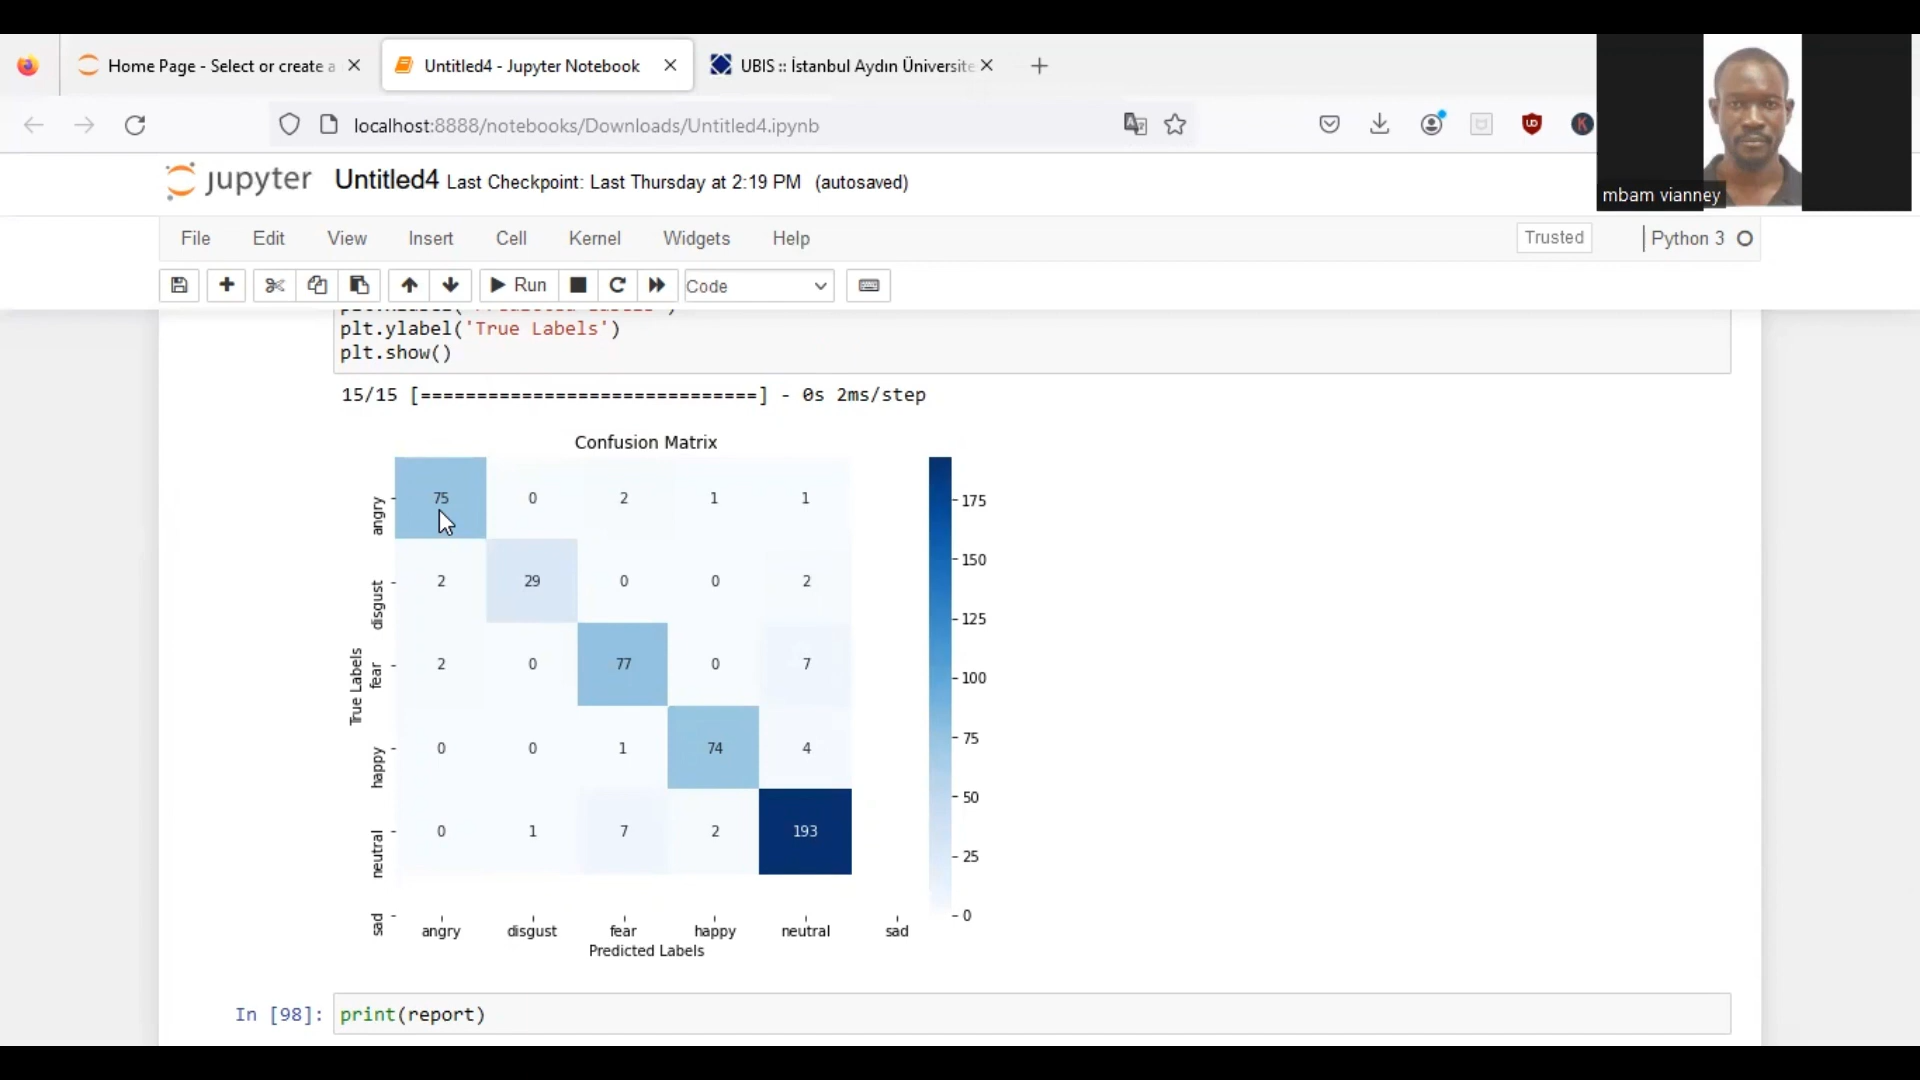 Home Page - Select or create a
Untitled4 - Jupyter Notebook
UBIS :: İstanbul Aydın Üniversite
localhost:8888/notebooks/Downloads/Untitled4.ipynb
mbam vianney
jupyter Untitled4 Last Checkpoint: Last Thursday at 2:19 PM (autosaved)
File Edit View Insert Cell Kernel Widgets Help Trusted Python 3
Run Code
plt.ylabel('True Labels')
plt.show()
15/15 [==============================] - 0s 2ms/step
Confusion Matrix
angry 75 0 2 1 1
disgust 2 29 0 0 2
fear 2 0 77 0 7
happy 0 0 1 74 4
neutral 0 1 7 2 193
sad
True Labels
angry disgust fear happy neutral sad
Predicted Labels
175
150
125
100
75
50
25
0
In [98]: print(report)